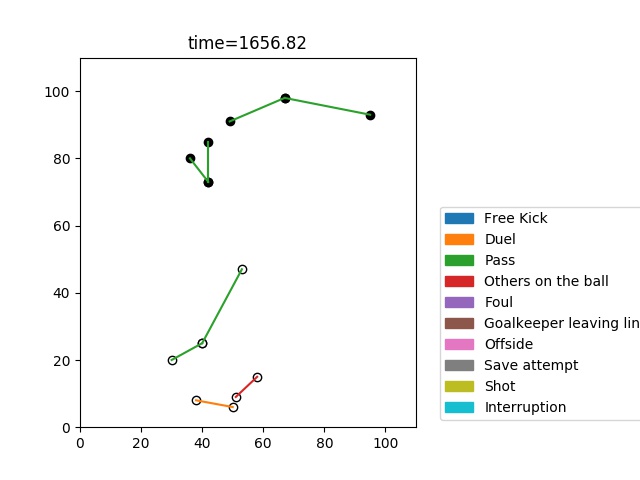 time=1656.82
100
80
60
40
20
0
0 20 40 60 80 100
Free Kick
Duel
Pass
Others on the ball
Foul
Goalkeeper leaving lin
Offside
Save attempt
Shot
Interruption